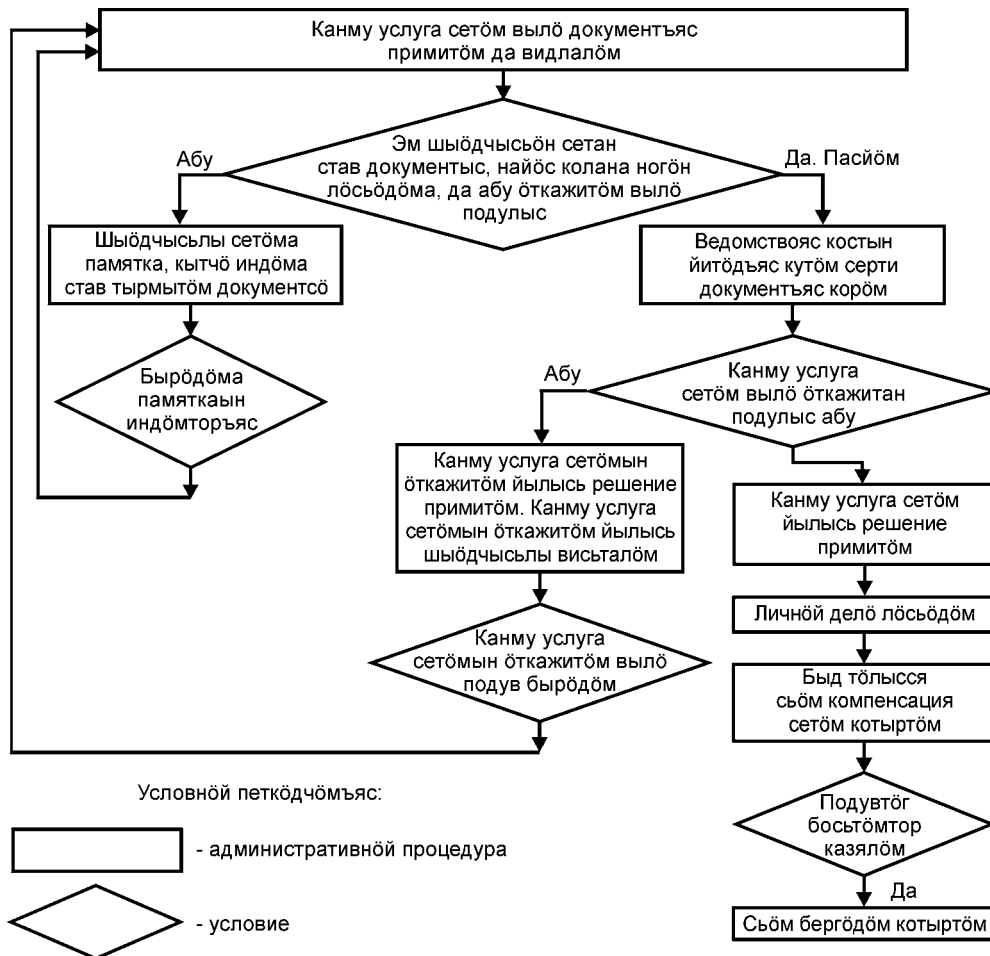 Канму услуга сетӧм вылӧ документъяс
примитӧм да видлалӧм
Эм шыӧдчысьӧн сетан
став документыс, найӧс колана ногӧн
лӧсьӧдӧма, да абу ӧткажитӧм вылӧ
подулыс
Абу
Да. Пасйӧм
Шыӧдчысьлы сетӧма
памятка, кытчӧ индӧма
став тырмытӧм документсӧ
Ведомствояс костын
йитӧдъяс кутӧм серти
документъяс корӧм
Бырӧдӧма
памяткаын
индӧмторъяс
Абу
Канму услуга
сетӧм вылӧ ӧткажитан
подулыс абу
Канму услуга сетӧмын
ӧткажитӧм йылысь решение
примитӧм. Канму услуга
сетӧмын ӧткажитӧм йылысь
шыӧдчысьлы висьталӧм
Канму услуга сетӧм
йылысь решение
примитӧм
Личнӧй делӧ лӧсьӧдӧм
Канму услуга
сетӧмын ӧткажитӧм вылӧ
подув бырӧдӧм
Быд тӧлысся
сьӧм компенсация
сетӧм котыртӧм
Подувтӧг
босьтӧмтор
казялӧм
Да
Сьӧм бергӧдӧм котыртӧм
Условнӧй петкӧдчӧмъяс:
- административнӧй процедура
- условие